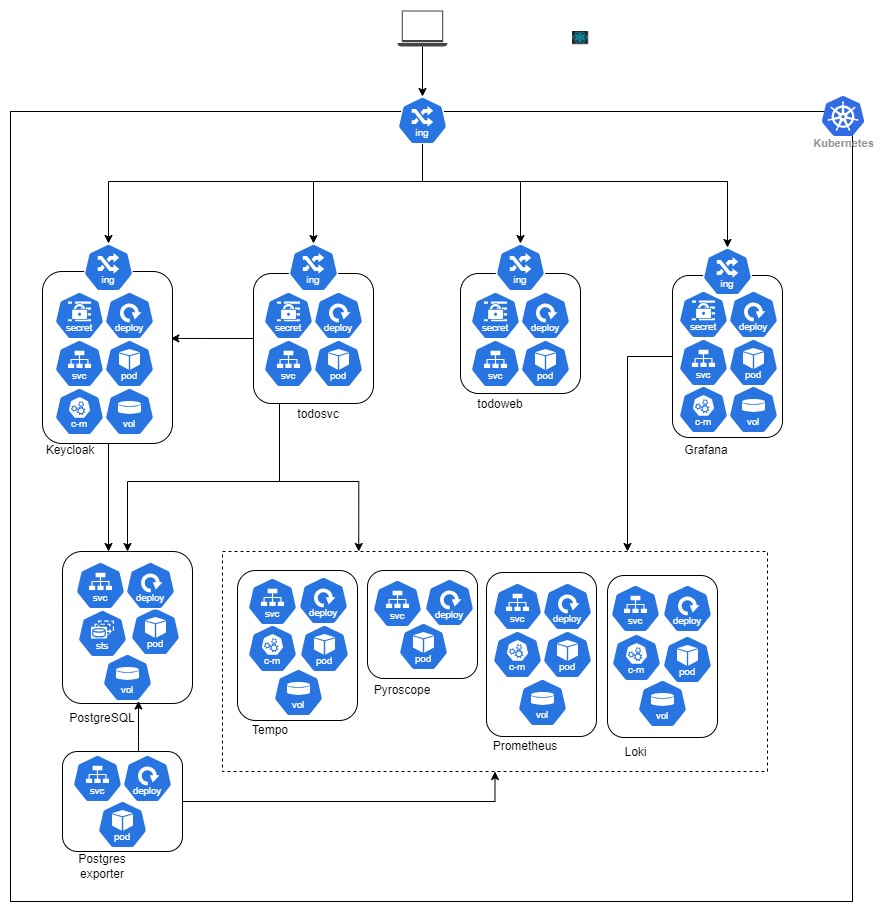 ing
Kubernetes
ing
ing
ing
ing
secret
deploy
svc
pod
c-m
vol
Keycloak
secret
deploy
svc
pod
todosvc
secret
deploy
svc
pod
todoweb
secret
deploy
svc
pod
c-m
vol
Grafana
svc
deploy
sts
pod
vol
PostgreSQL
svc
deploy
c-m
pod
vol
Tempo
svc
deploy
pod
Pyroscope
svc
deploy
c-m
pod
vol
Prometheus
svc
deploy
c-m
pod
vol
Loki
svc
deploy
pod
Postgres
exporter